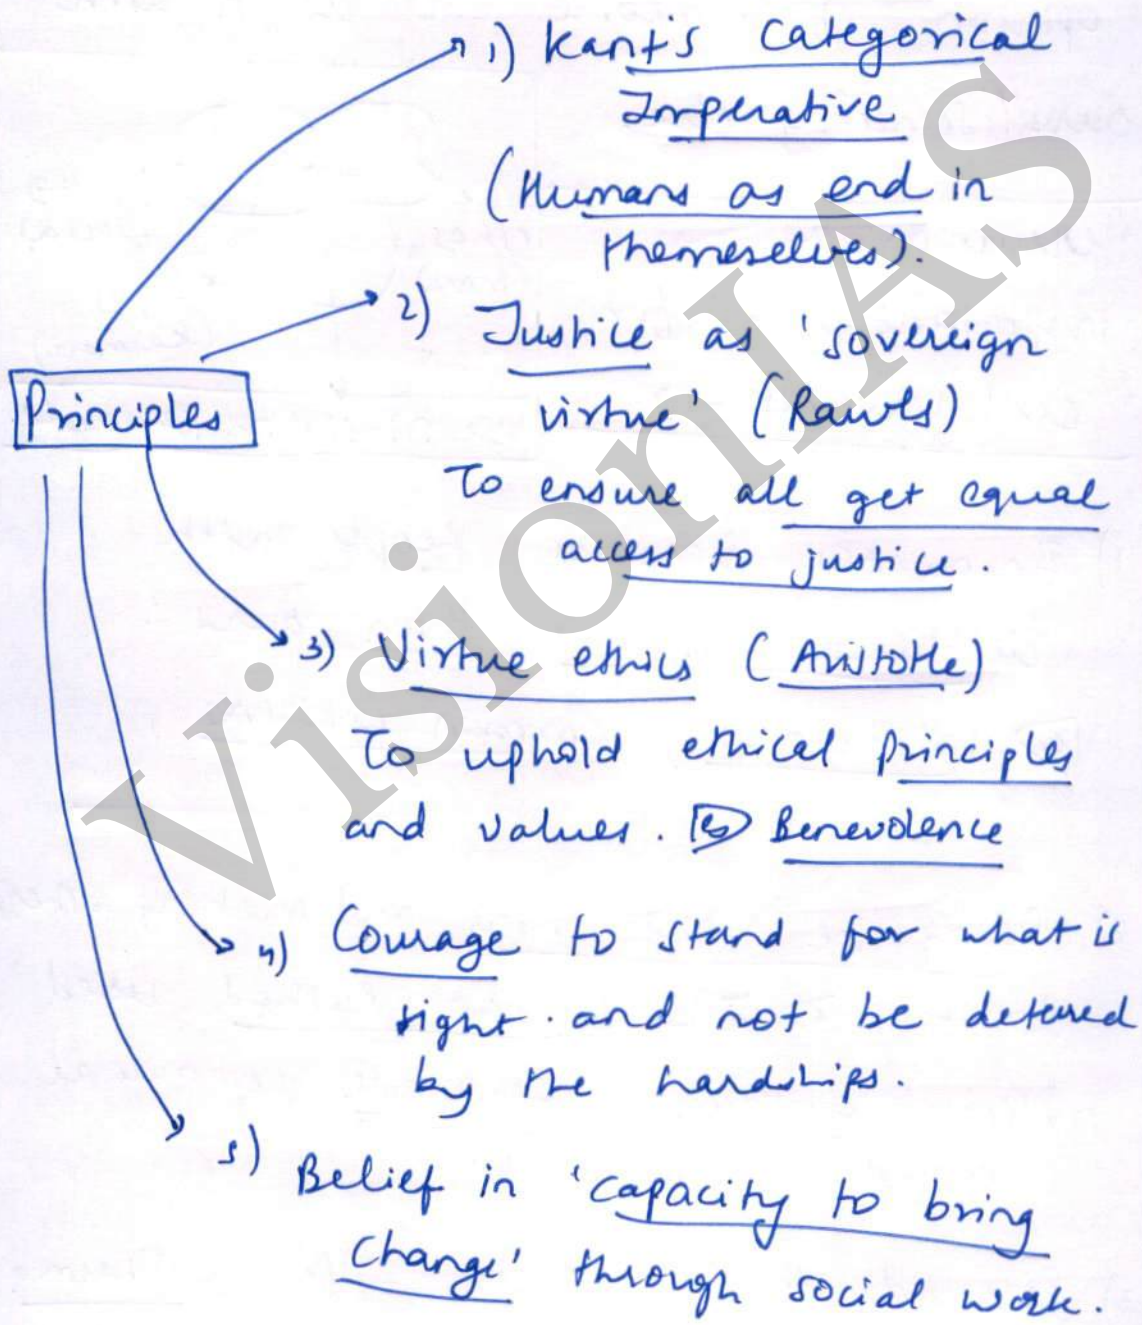 1) Kant's Categorical
Imperative
(Humans as end in
themeselves).
2) Justice as 'sovereign
virtue' (Rawls)
To ensure all get equal
access to justice.
Principles
3) Virtue ethics (Aristotle)
To uphold ethical principles
and values. Eg Benevolence
4) Courage to stand for what is
right. and not be detered
by the hardships.
5) Belief in 'capacity to bring
change' through social work.
VisionIAS